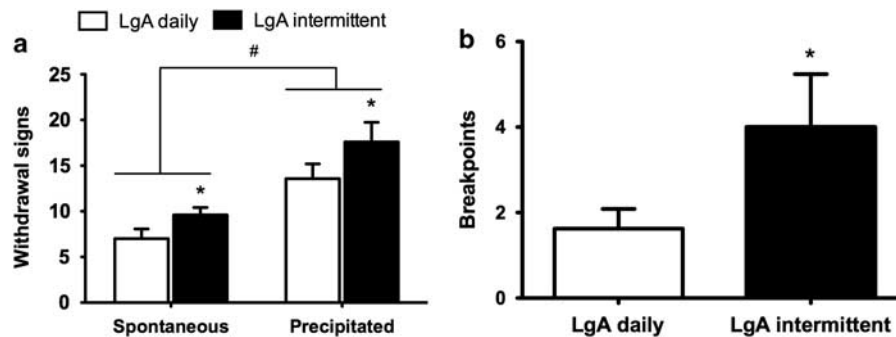 LgA daily LgA intermittent
a
#
25
20
15
10
5
0
Withdrawal signs
*
*
Spontaneous Precipitated
b
6
4
2
0
Breakpoints
*
LgA daily LgA intermittent